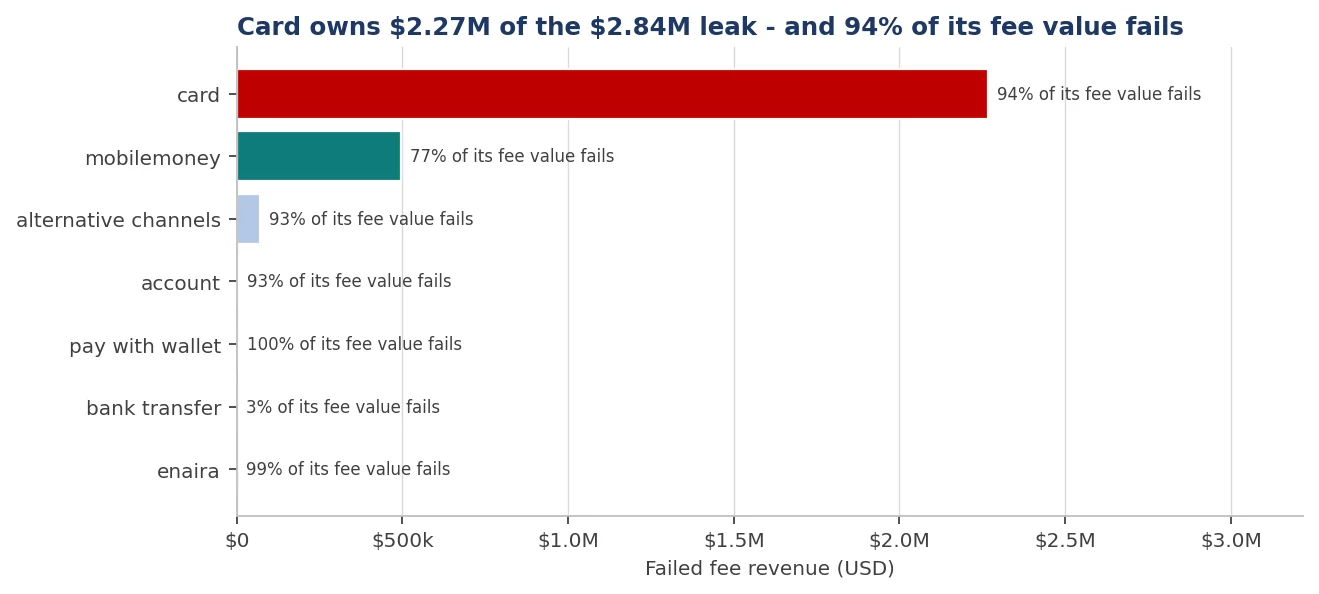 Card owns $2.27M of the $2.84M leak - and 94% of its fee value fails
card 94% of its fee value fails
mobilemoney 77% of its fee value fails
alternative channels 93% of its fee value fails
account 93% of its fee value fails
pay with wallet 100% of its fee value fails
bank transfer 3% of its fee value fails
enaira 99% of its fee value fails
$0 $500k $1.0M $1.5M $2.0M $2.5M $3.0M
Failed fee revenue (USD)